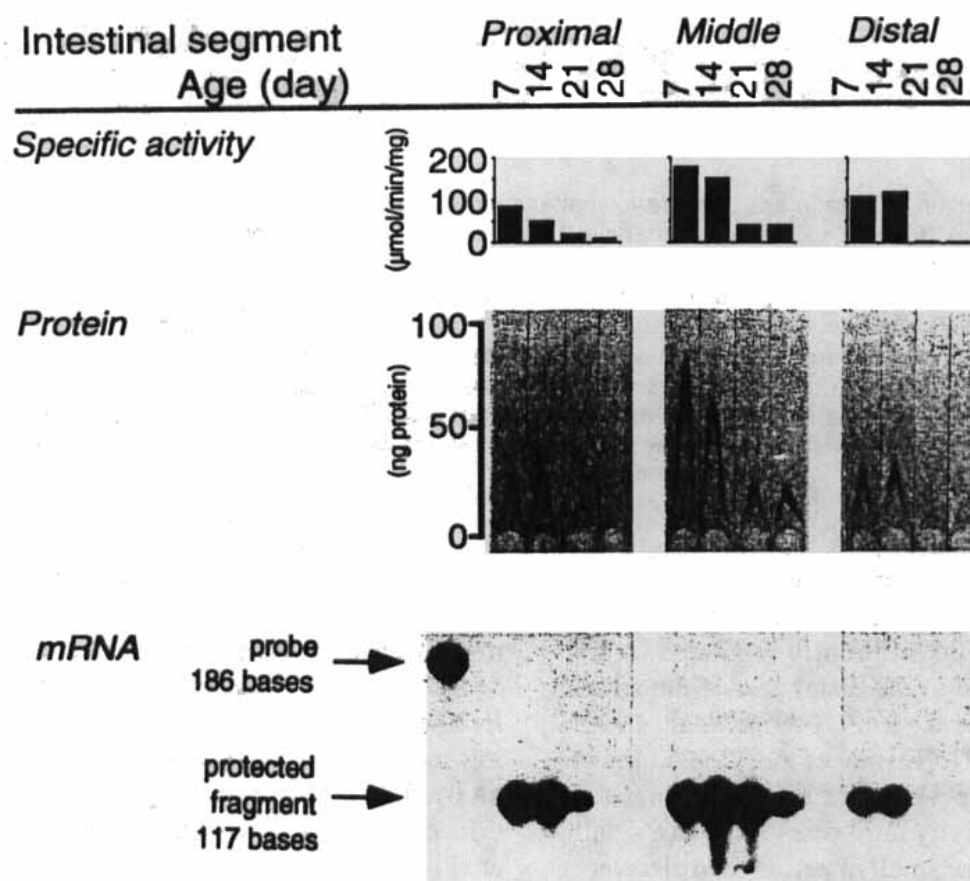 Intestinal segment Proximal Middle Distal
Age (day) 7 14 21 28 7 14 21 28 7 14 21 28
Specific activity
200
100
0
(µmol/min/mg)
Protein
100
50
0
(ng protein)
mRNA
probe
186 bases
protected
fragment
117 bases